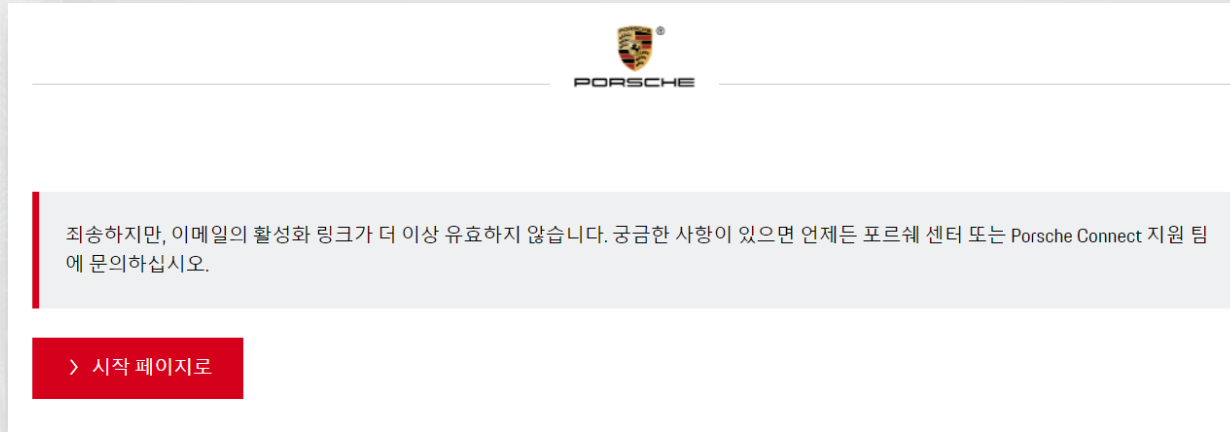 PORSCHE
죄송하지만, 이메일의 활성화 링크가 더 이상 유효하지 않습니다. 궁금한 사항이 있으면 언제든 포르쉐 센터 또는 Porsche Connect 지원 팀
에 문의하십시오.
시작 페이지로